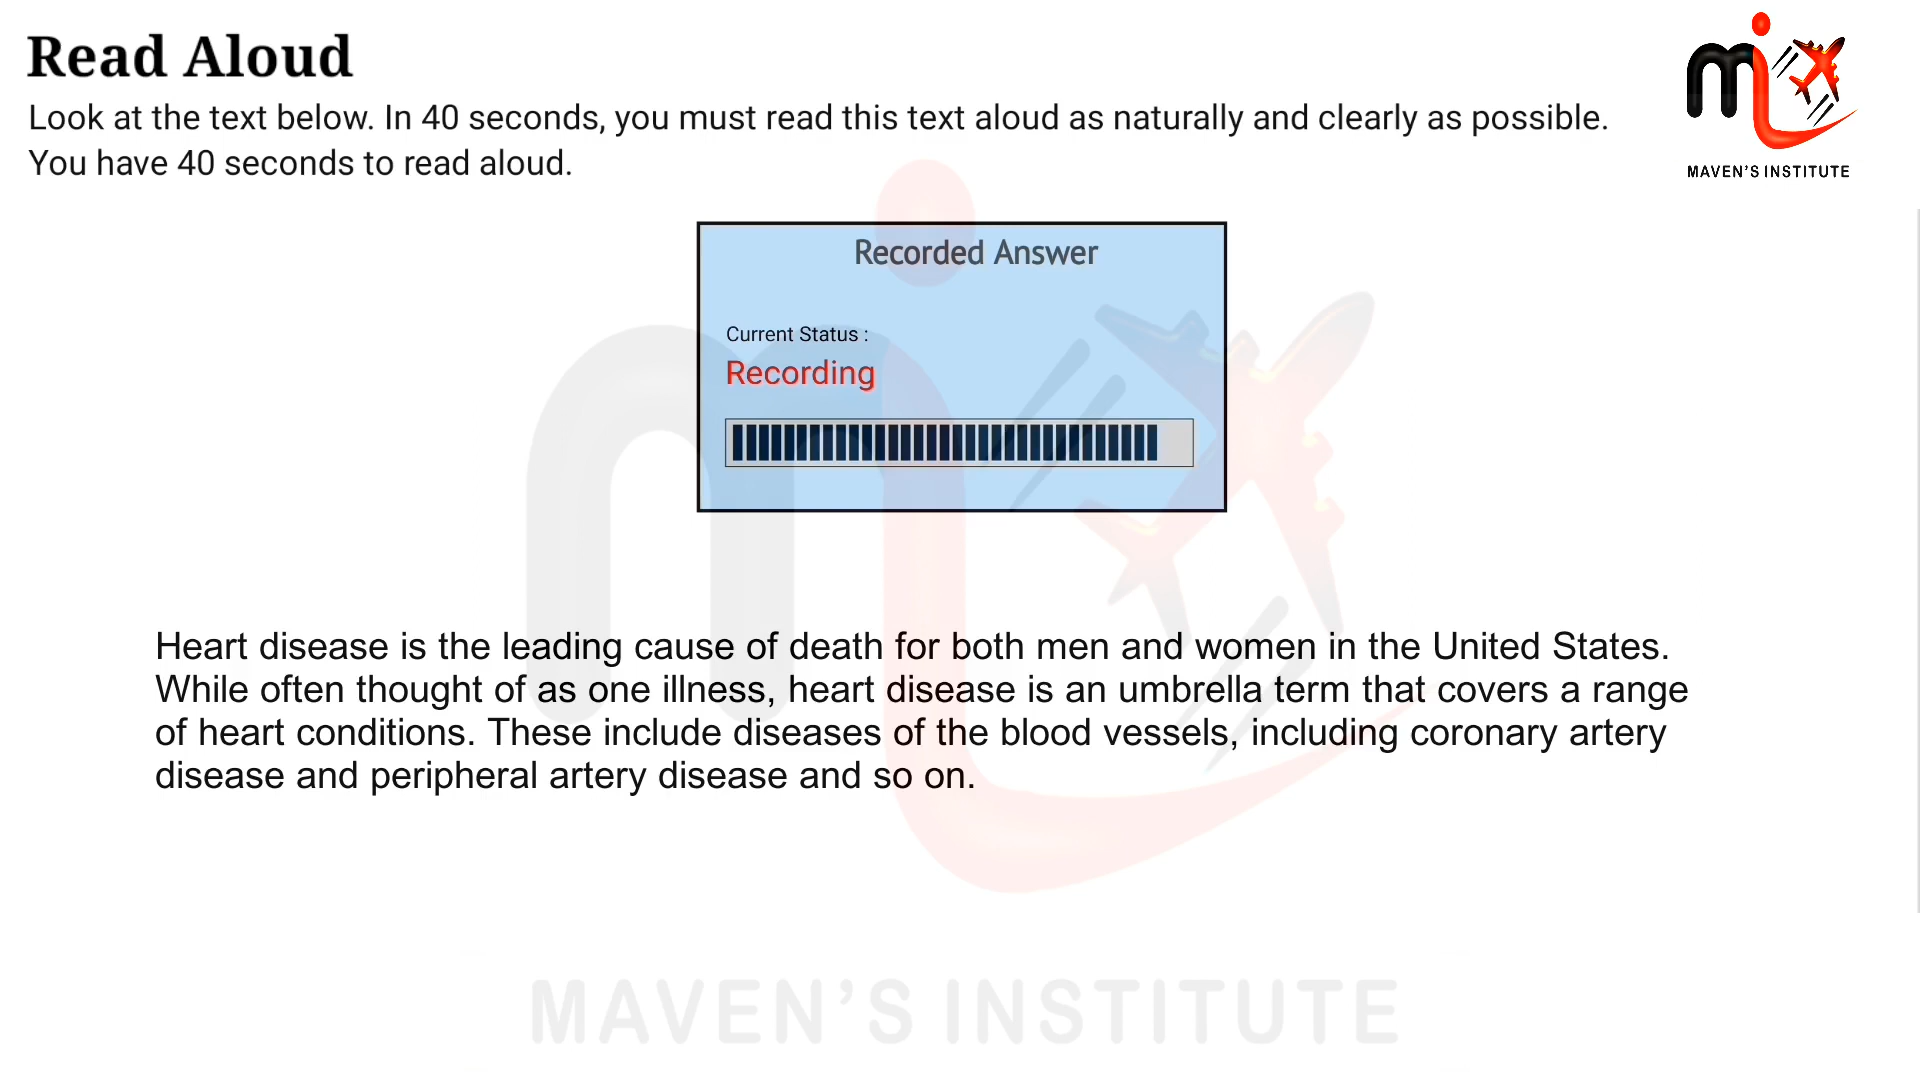 Read Aloud
Look at the text below. In 40 seconds, you must read this text aloud as naturally and clearly as possible.
You have 40 seconds to read aloud.
MAVEN'S INSTITUTE
Recorded Answer
Current Status :
Recording
Heart disease is the leading cause of death for both men and women in the United States.
While often thought of as one illness, heart disease is an umbrella term that covers a range
of heart conditions. These include diseases of the blood vessels, including coronary artery
disease and peripheral artery disease and so on.
MAVEN'S INSTITUTE